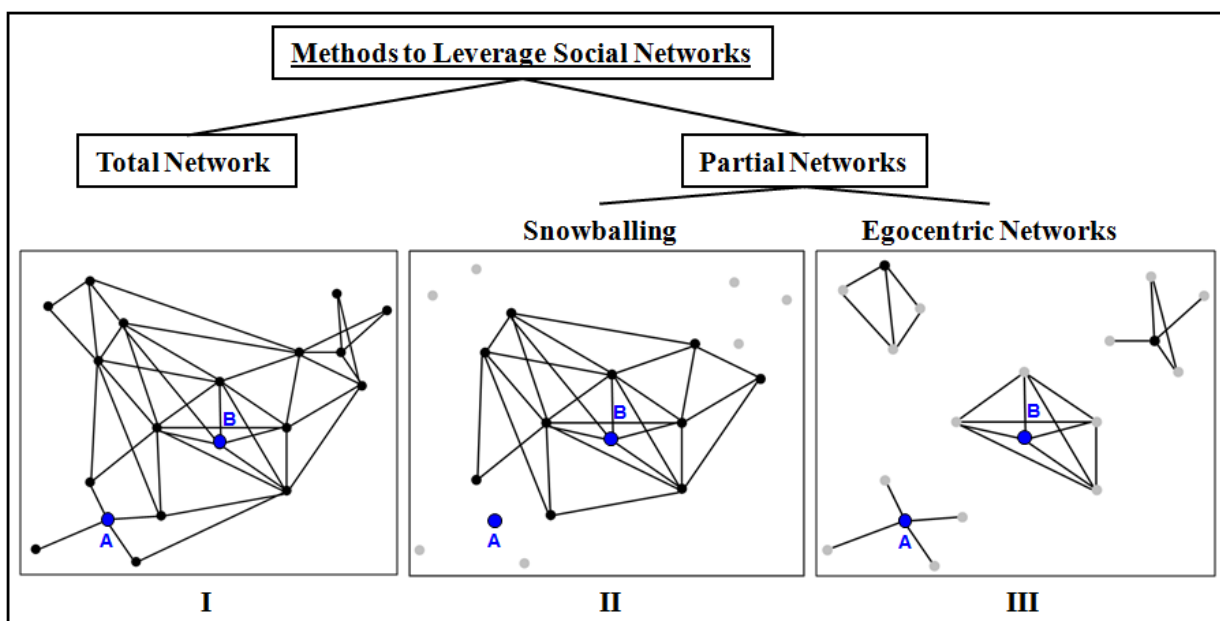 Methods to Leverage Social Networks
Total Network
Partial Networks
Snowballing
Egocentric Networks
B
A
B
A
B
A
I
II
III